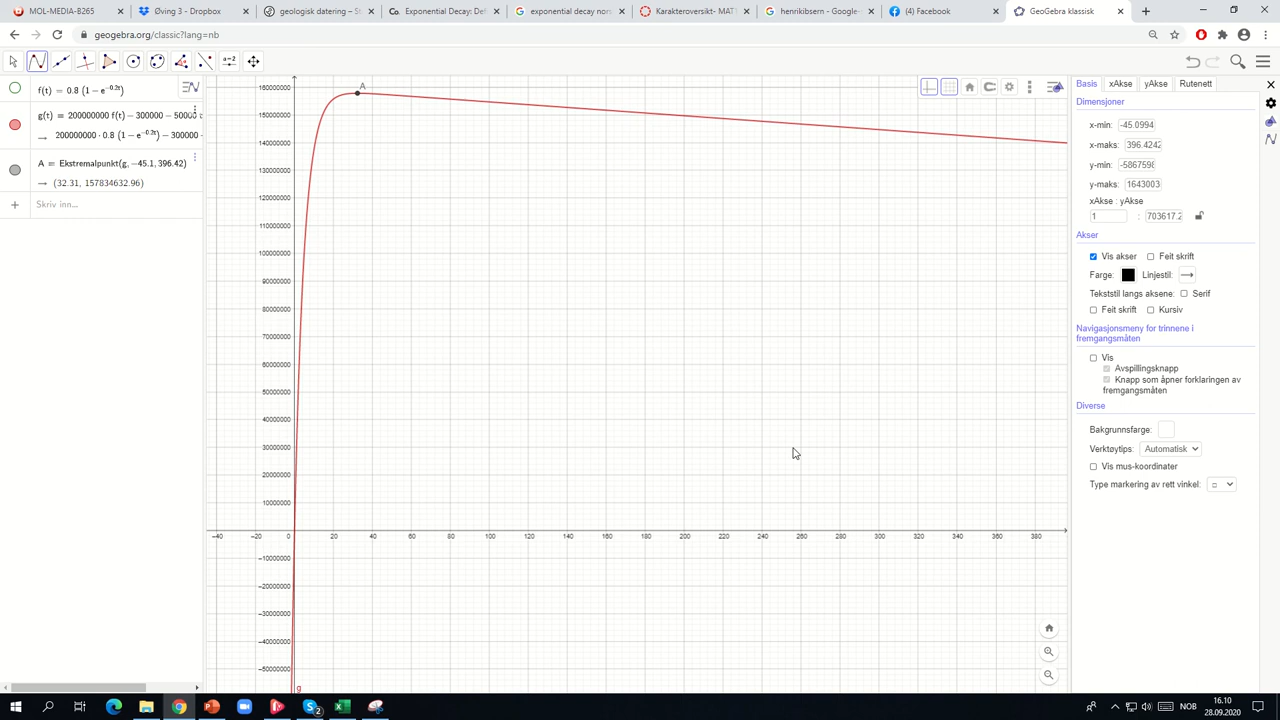 MOL-MEDIA-B265
Øving 3 - Dropbox
geologisk datering – St
Exponential Decay: De
exponential decay nors
Karakteroversikt- MAT
henrikibsern - Google-
(4) Facebook
GeoGebra klassisk
geogebra.org/classic?lang=nb
a=2
f(t) = 0.8 (1 − e^−0.2t)
g(t) = 200000000 f(t) − 300000 − 50000 t
→ 200000000 · 0.8 (1 − e^−0.2t) − 300000 −
A = Ekstremalpunkt(g, −45.1, 396.42)
→ (32.31, 157834632.96)
Skriv inn...
A
160000000
150000000
140000000
130000000
120000000
110000000
100000000
90000000
80000000
70000000
60000000
50000000
40000000
30000000
20000000
10000000
−40 −20 0 20 40 60 80 100 120 140 160 180 200 220 240 260 280 300 320 340 360 380
−10000000
−20000000
−30000000
−40000000
−50000000
g
Basis xAkse yAkse Rutenett
Dimensjoner
x-min: -45.0994
x-maks: 396.4242
y-min: -5867598
y-maks: 1643003
xAkse : yAkse
1 : 703617.2
Akser
Vis akser Feit skrift
Farge: Linjestil:
Tekststil langs aksene: Serif
Feit skrift Kursiv
Navigasjonsmeny for trinnene i
fremgangsmåten
Vis
Avspillingsknapp
Knapp som åpner forklaringen av
fremgangsmåten
Diverse
Bakgrunnsfarge:
Verktøytips: Automatisk
Vis mus-koordinater
Type markering av rett vinkel:
NOB
16.10
28.09.2020